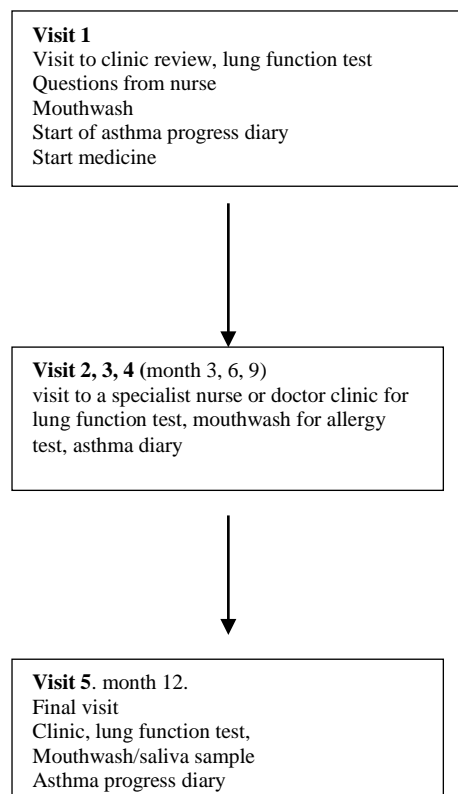 Visit 1
Visit to clinic review, lung function test
Questions from nurse
Mouthwash
Start of asthma progress diary
Start medicine
Visit 2, 3, 4 (month 3, 6, 9)
visit to a specialist nurse or doctor clinic for
lung function test, mouthwash for allergy
test, asthma diary
Visit 5. month 12.
Final visit
Clinic, lung function test,
Mouthwash/saliva sample
Asthma progress diary